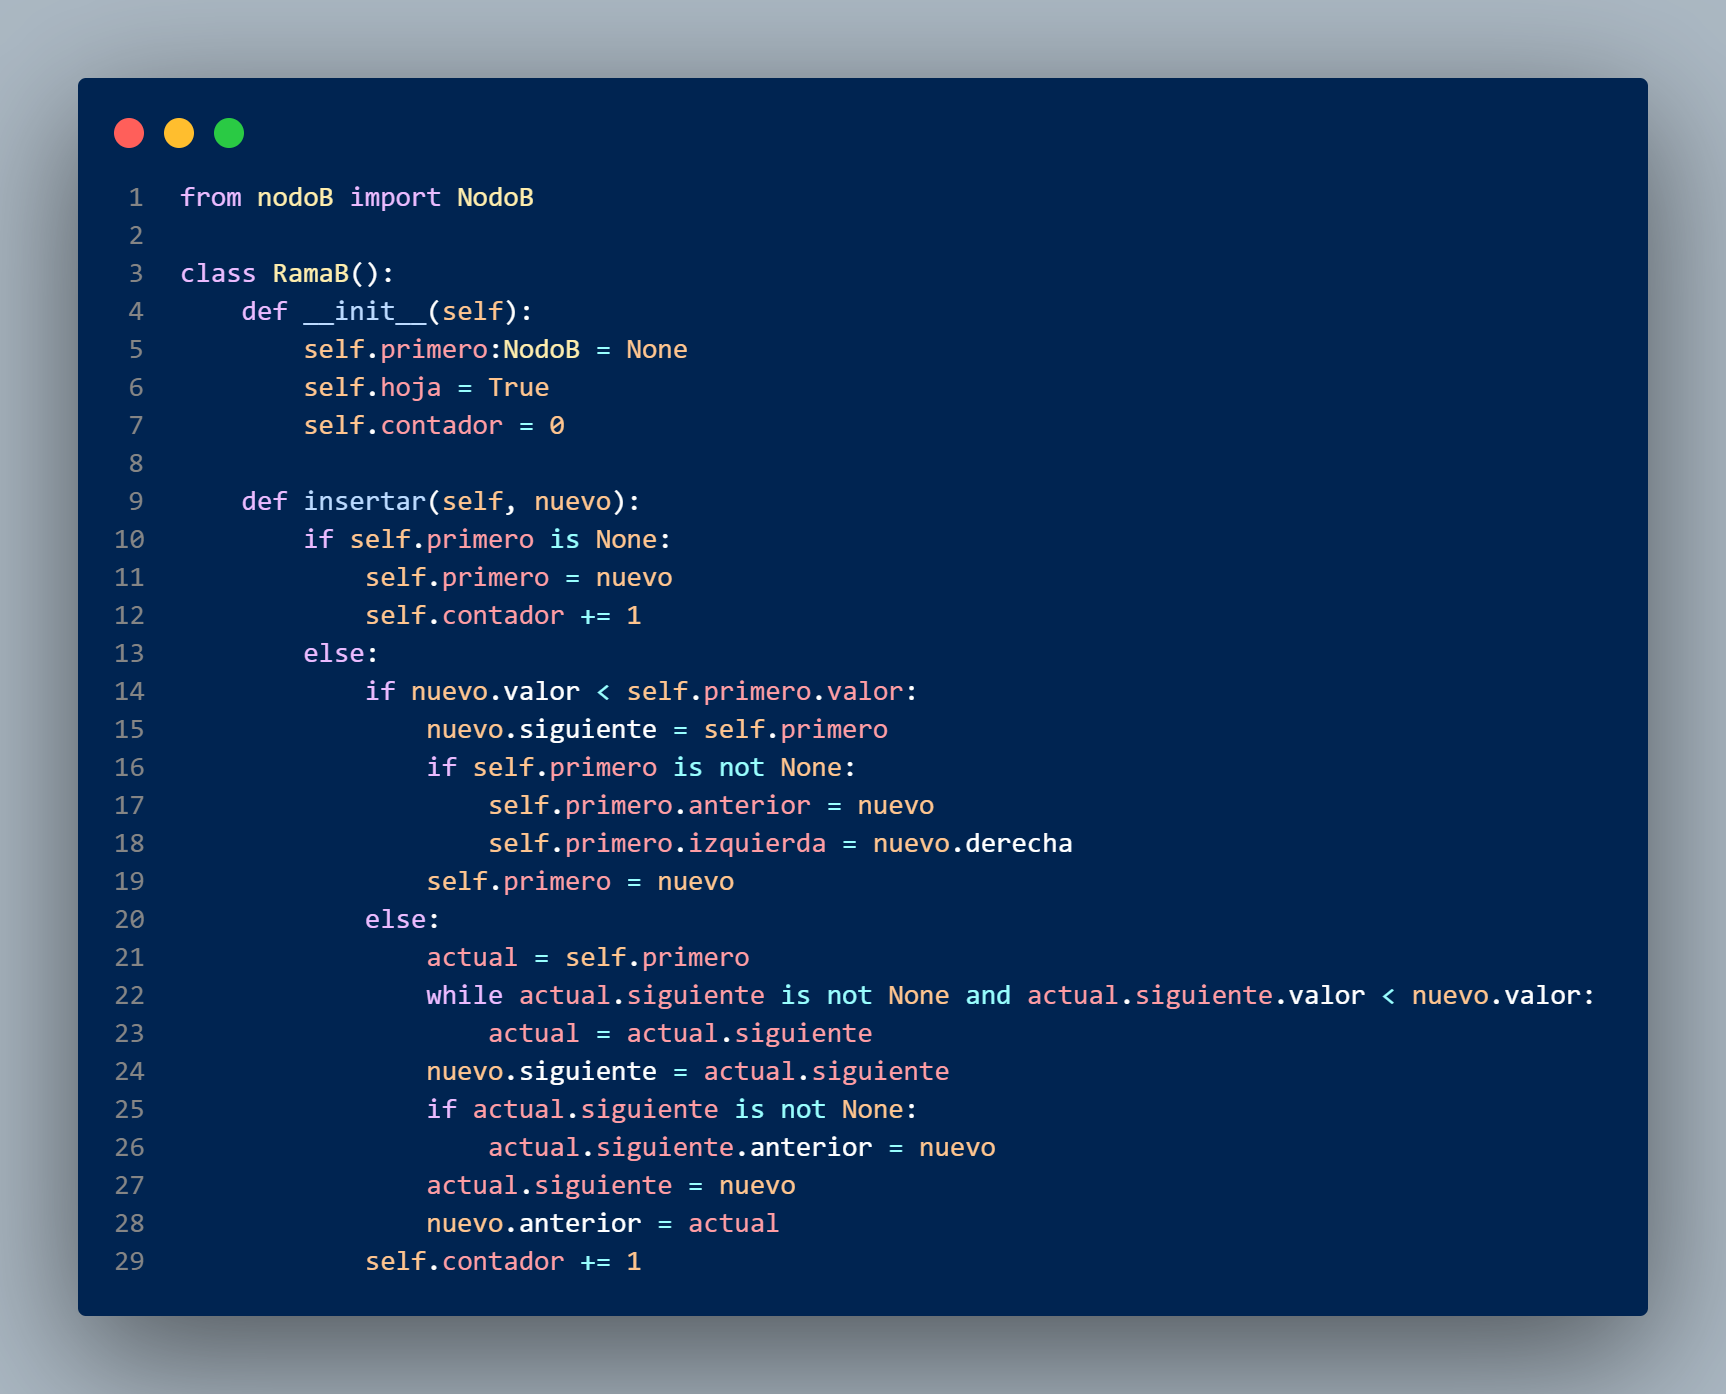 1 from nodoB import NodoB
2
3 class RamaB():
4     def __init__(self):
5         self.primero:NodoB = None
6         self.hoja = True
7         self.contador = 0
8
9     def insertar(self, nuevo):
10         if self.primero is None:
11             self.primero = nuevo
12             self.contador += 1
13         else:
14             if nuevo.valor < self.primero.valor:
15                 nuevo.siguiente = self.primero
16                 if self.primero is not None:
17                     self.primero.anterior = nuevo
18                     self.primero.izquierda = nuevo.derecha
19                 self.primero = nuevo
20             else:
21                 actual = self.primero
22                 while actual.siguiente is not None and actual.siguiente.valor < nuevo.valor:
23                     actual = actual.siguiente
24                 nuevo.siguiente = actual.siguiente
25                 if actual.siguiente is not None:
26                     actual.siguiente.anterior = nuevo
27                 actual.siguiente = nuevo
28                 nuevo.anterior = actual
29             self.contador += 1